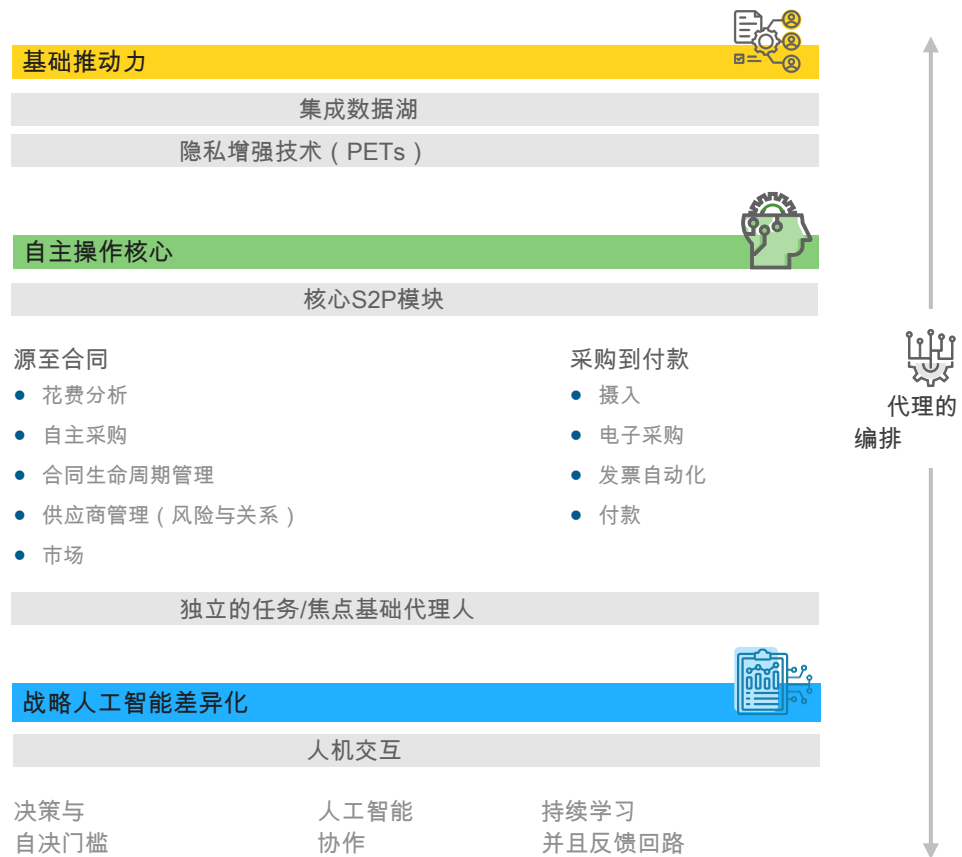 基础推动力
集成数据湖
隐私增强技术（PETs）
自主操作核心
核心S2P模块
源至合同
花费分析
自主采购
合同生命周期管理
供应商管理（风险与关系）
市场
采购到付款
摄入
电子采购
发票自动化
付款
独立的任务/焦点基础代理人
战略人工智能差异化
人机交互
决策与
自决门槛
人工智能
协作
持续学习
并且反馈回路
代理的
编排